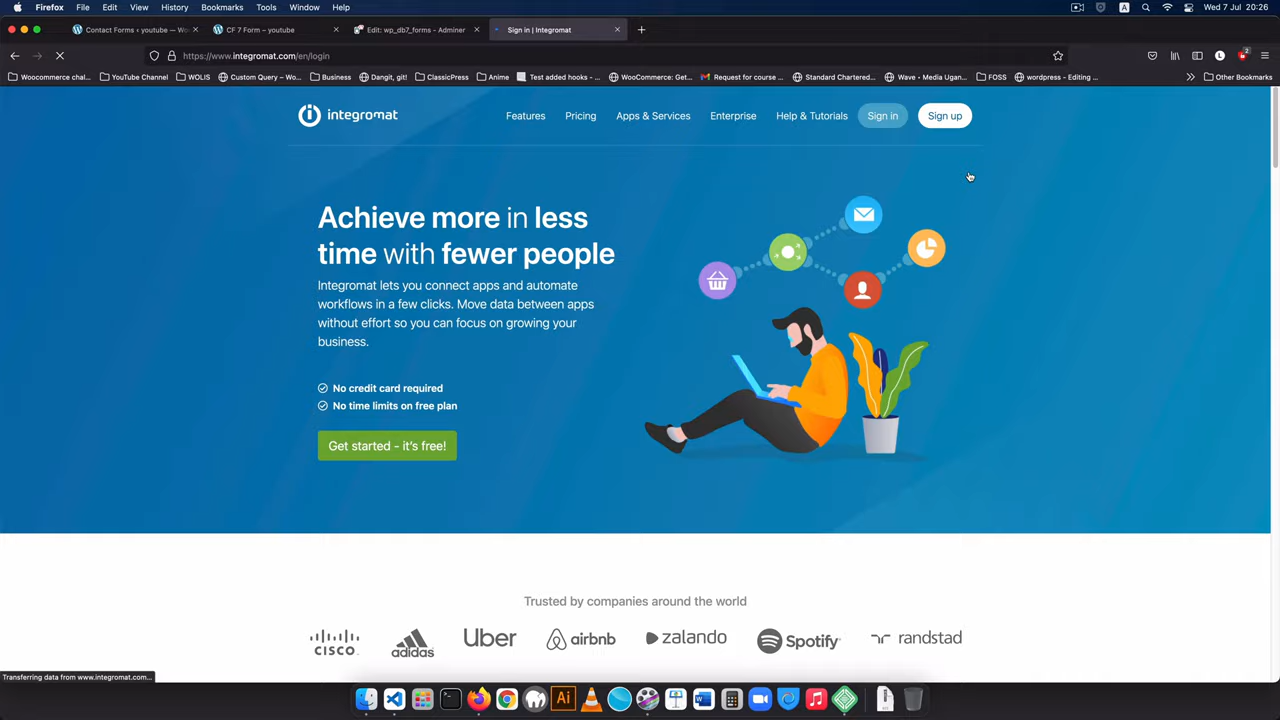 Firefox File Edit View History Bookmarks Tools Window Help
A Wed 7 Jul 20:26
Contact Forms ‹ youtube — Wo
CF 7 Form – youtube
Edit: wp_db7_forms - Adminer
Sign in | Integromat
https://www.integromat.com/en/login
L
2
Woocommerce chal...
YouTube Channel
WOLIS
Custom Query – Wo...
Business
Dangit, git!
ClassicPress
Anime
Test added hooks - ...
WooCommerce: Get...
Request for course ...
Standard Chartered...
Wave • Media Ugan...
FOSS
wordpress - Editing ...
Other Bookmarks
integromat
Features
Pricing
Apps & Services
Enterprise
Help & Tutorials
Sign in
Sign up
Achieve more in less
time with fewer people
Integromat lets you connect apps and automate
workflows in a few clicks. Move data between apps
without effort so you can focus on growing your
business.
No credit card required
No time limits on free plan
Get started - it's free!
Trusted by companies around the world
CISCO
adidas
Uber
airbnb
zalando
Spotify
randstad
Transferring data from www.integromat.com...
Ai
W